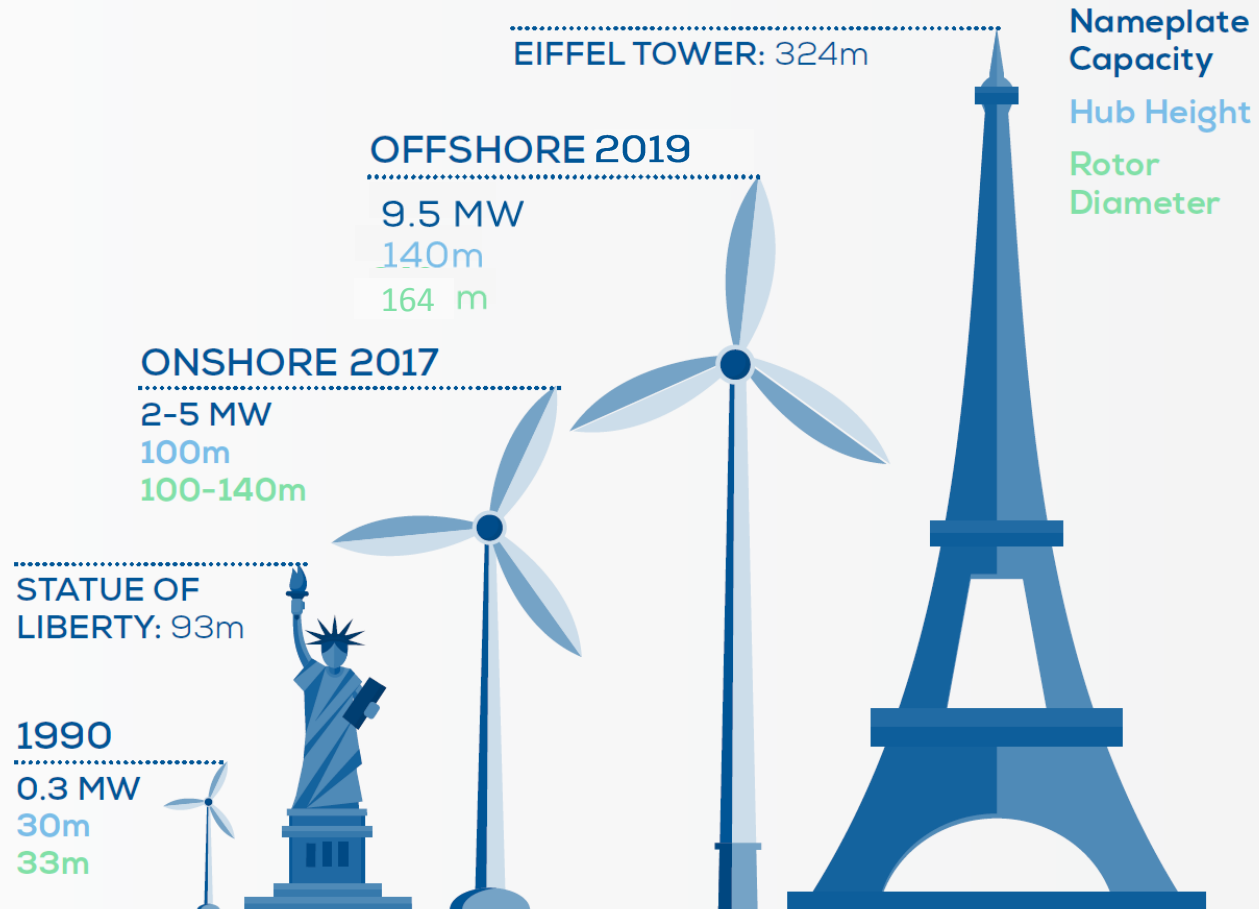 EIFFEL TOWER: 324m
Nameplate
Capacity
Hub Height
Rotor
Diameter
OFFSHORE 2019
9.5 MW
140m
164 m
ONSHORE 2017
2-5 MW
100m
100-140m
STATUE OF
LIBERTY: 93m
1990
0.3 MW
30m
33m